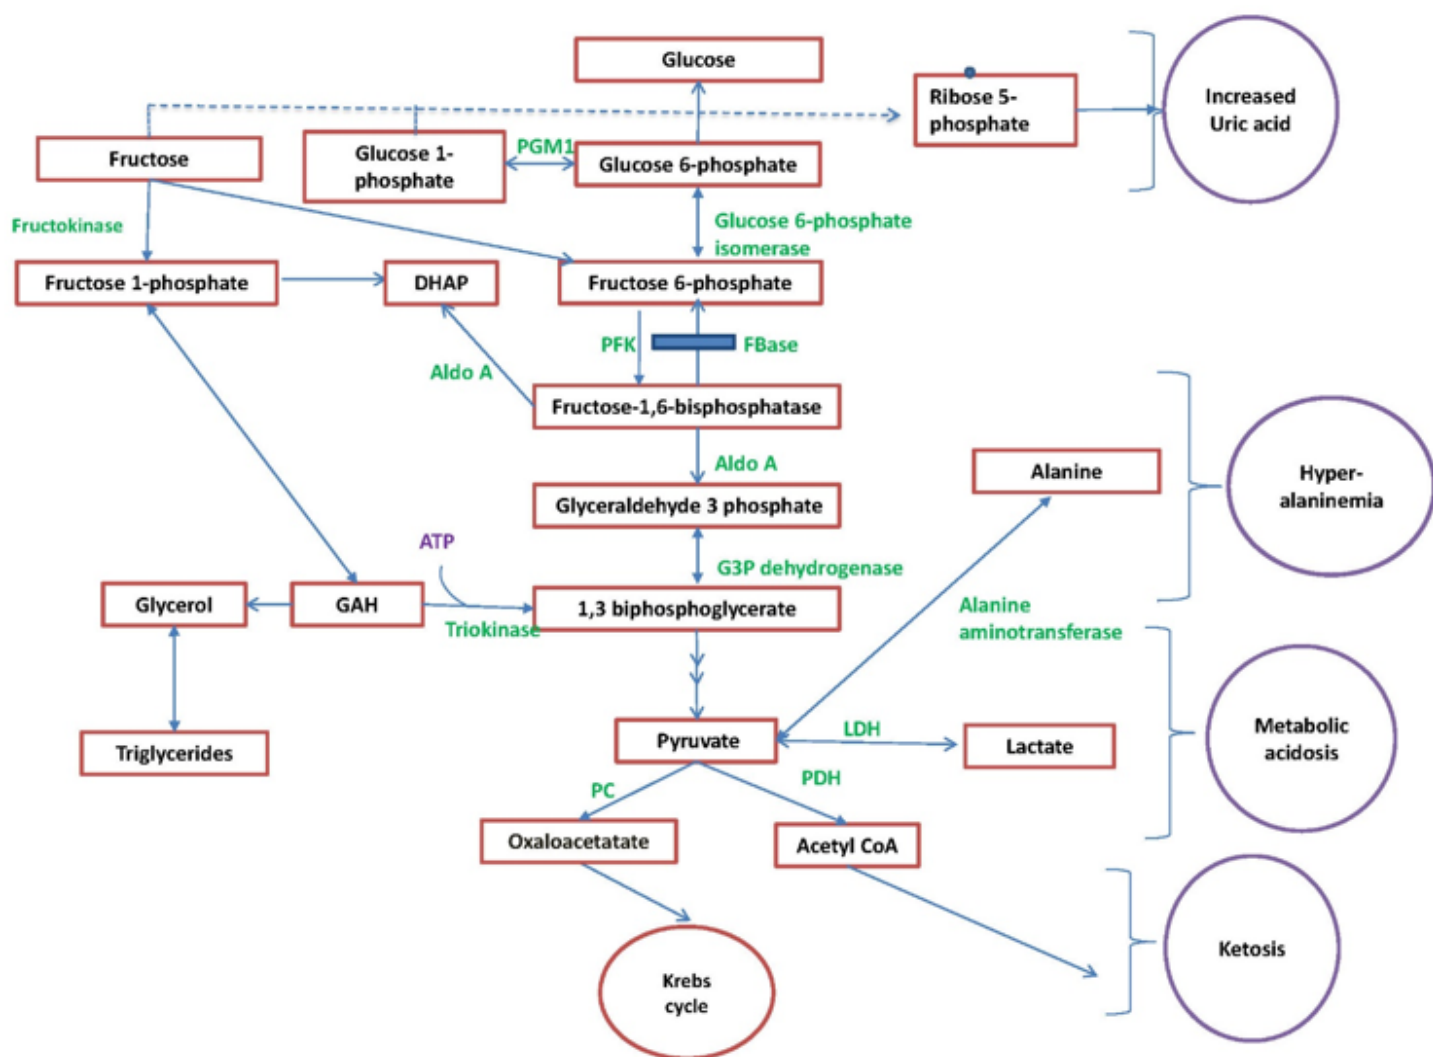 Glucose
Ribose 5-
phosphate
Increased
Uric acid
Fructose
Glucose 1-
phosphate
PGM1
Glucose 6-phosphate
Fructokinase
Glucose 6-phosphate
isomerase
Fructose 1-phosphate
DHAP
Fructose 6-phosphate
PFK
FBase
Aldo A
Fructose-1,6-bisphosphatase
Aldo A
Alanine
Hyper-
alaninemia
Glyceraldehyde 3 phosphate
ATP
G3P dehydrogenase
Glycerol
GAH
1,3 biphosphoglycerate
Triokinase
Alanine
aminotransferase
Triglycerides
Pyruvate
LDH
Lactate
Metabolic
acidosis
PC
PDH
Oxaloacetatate
Acetyl CoA
Krebs
cycle
Ketosis